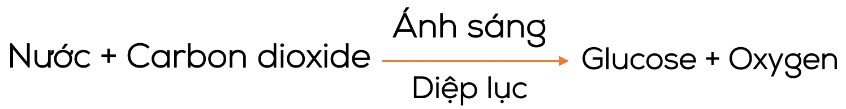 Nước + Carbon dioxide
Ánh sáng
Diệp lục
Glucose + Oxygen